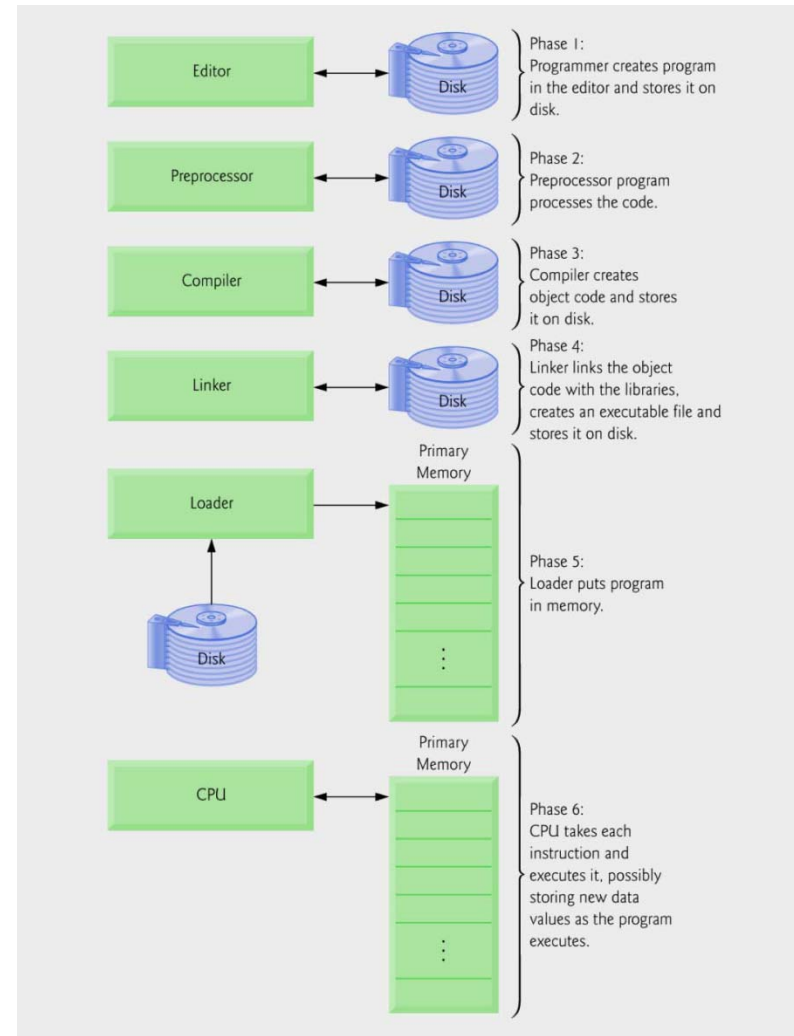 Editor
Disk
Phase 1:
Programmer creates program
in the editor and stores it on
disk.
Preprocessor
Disk
Phase 2:
Preprocessor program
processes the code.
Compiler
Disk
Phase 3:
Compiler creates
object code and stores
it on disk.
Linker
Disk
Phase 4:
Linker links the object
code with the libraries,
creates an executable file and
stores it on disk.
Primary
Memory
Loader
Disk
Phase 5:
Loader puts program
in memory.
Primary
Memory
CPU
Phase 6:
CPU takes each
instruction and
executes it, possibly
storing new data
values as the program
executes.